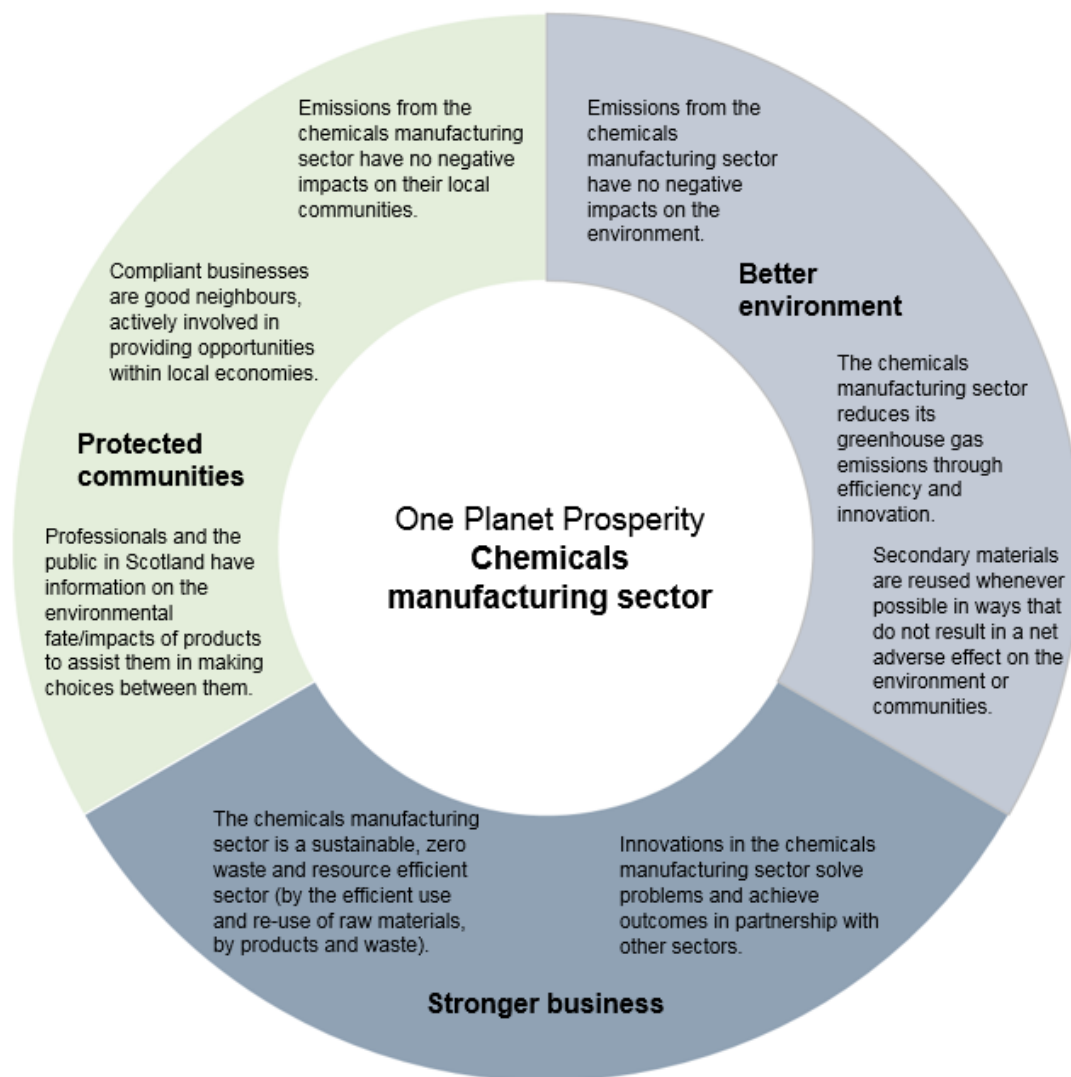 Emissions from the
chemicals manufacturing
sector have no negative
impacts on their local
communities.
Compliant businesses
are good neighbours,
actively involved in
providing opportunities
within local economies.
Protected
communities
Professionals and the
public in Scotland have
information on the
environmental
fate/impacts of products
to assist them in making
choices between them.
Emissions from the
chemicals
manufacturing sector
have no negative
impacts on the
environment.
Better
environment
The chemicals
manufacturing sector
reduces its
greenhouse gas
emissions through
efficiency and
innovation.
Secondary materials
are reused whenever
possible in ways that
do not result in a net
adverse effect on the
environment or
communities.
One Planet Prosperity
Chemicals
manufacturing sector
The chemicals manufacturing
sector is a sustainable, zero
waste and resource efficient
sector (by the efficient use
and re-use of raw materials,
by products and waste).
Innovations in the chemicals
manufacturing sector solve
problems and achieve
outcomes in partnership with
other sectors.
Stronger business